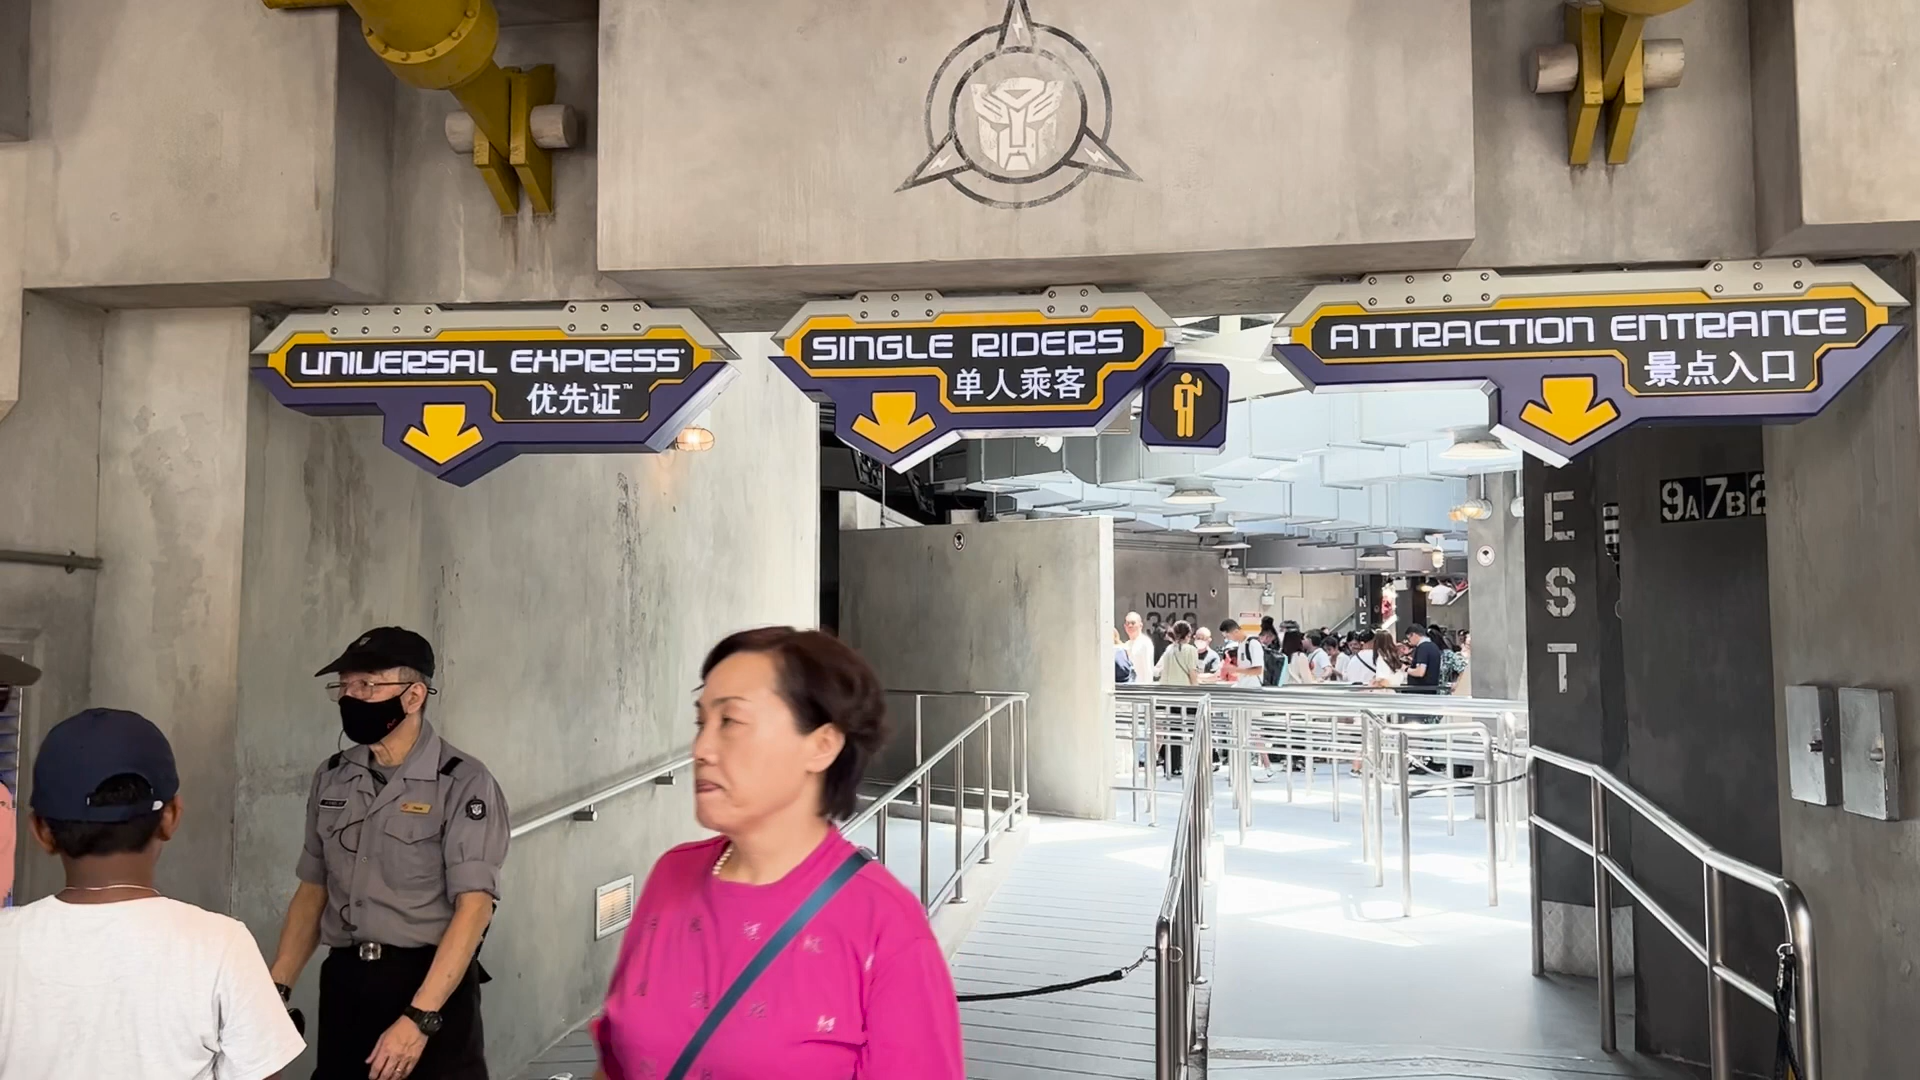 UNIVERSAL EXPRESS
优先证™
SINGLE RIDERS
单人乘客
ATTRACTION ENTRANCE
景点入口
9A7B2
EST
NORTH